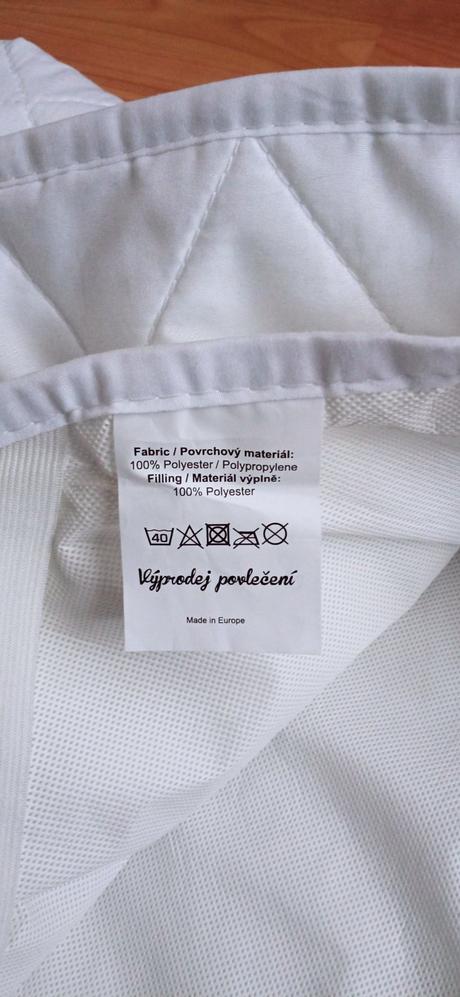 Fabric / Povrchový materiál:
100% Polyester / Polypropylene
Filling / Materiál výplně:
100% Polyester
40
Výprodej povlečení
Made in Europe